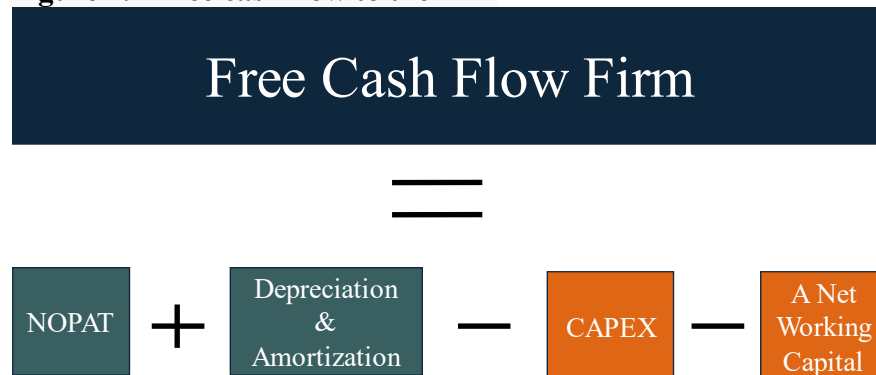 Free Cash Flow Firm
=
NOPAT + Depreciation & Amortization − CAPEX − A Net Working Capital